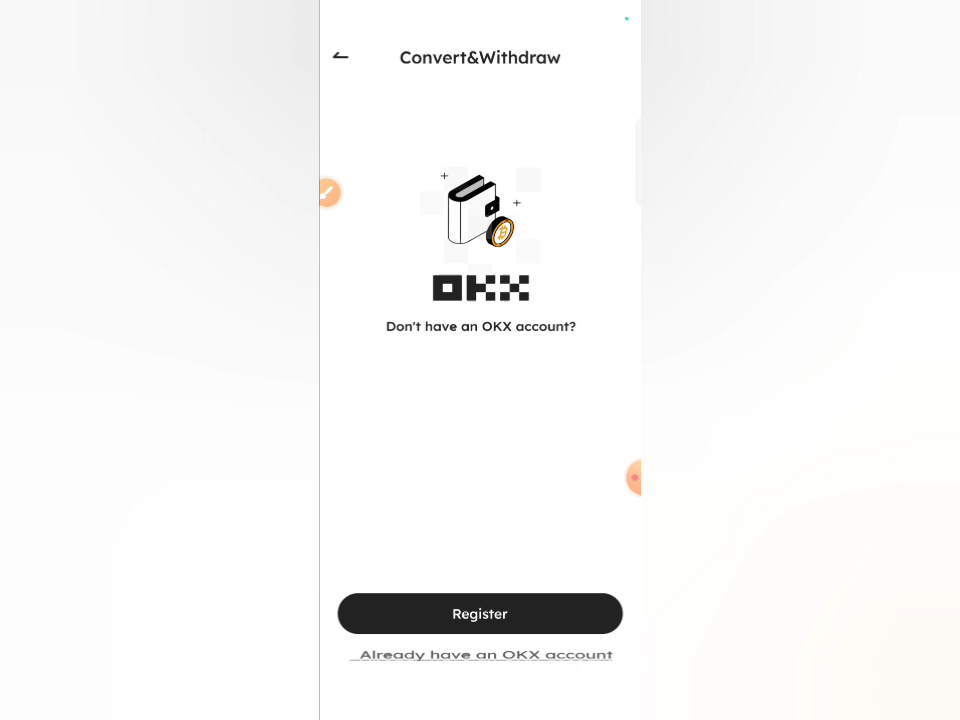 Convert&Withdraw
OKX
Don't have an OKX account?
Register
Already have an OKX account